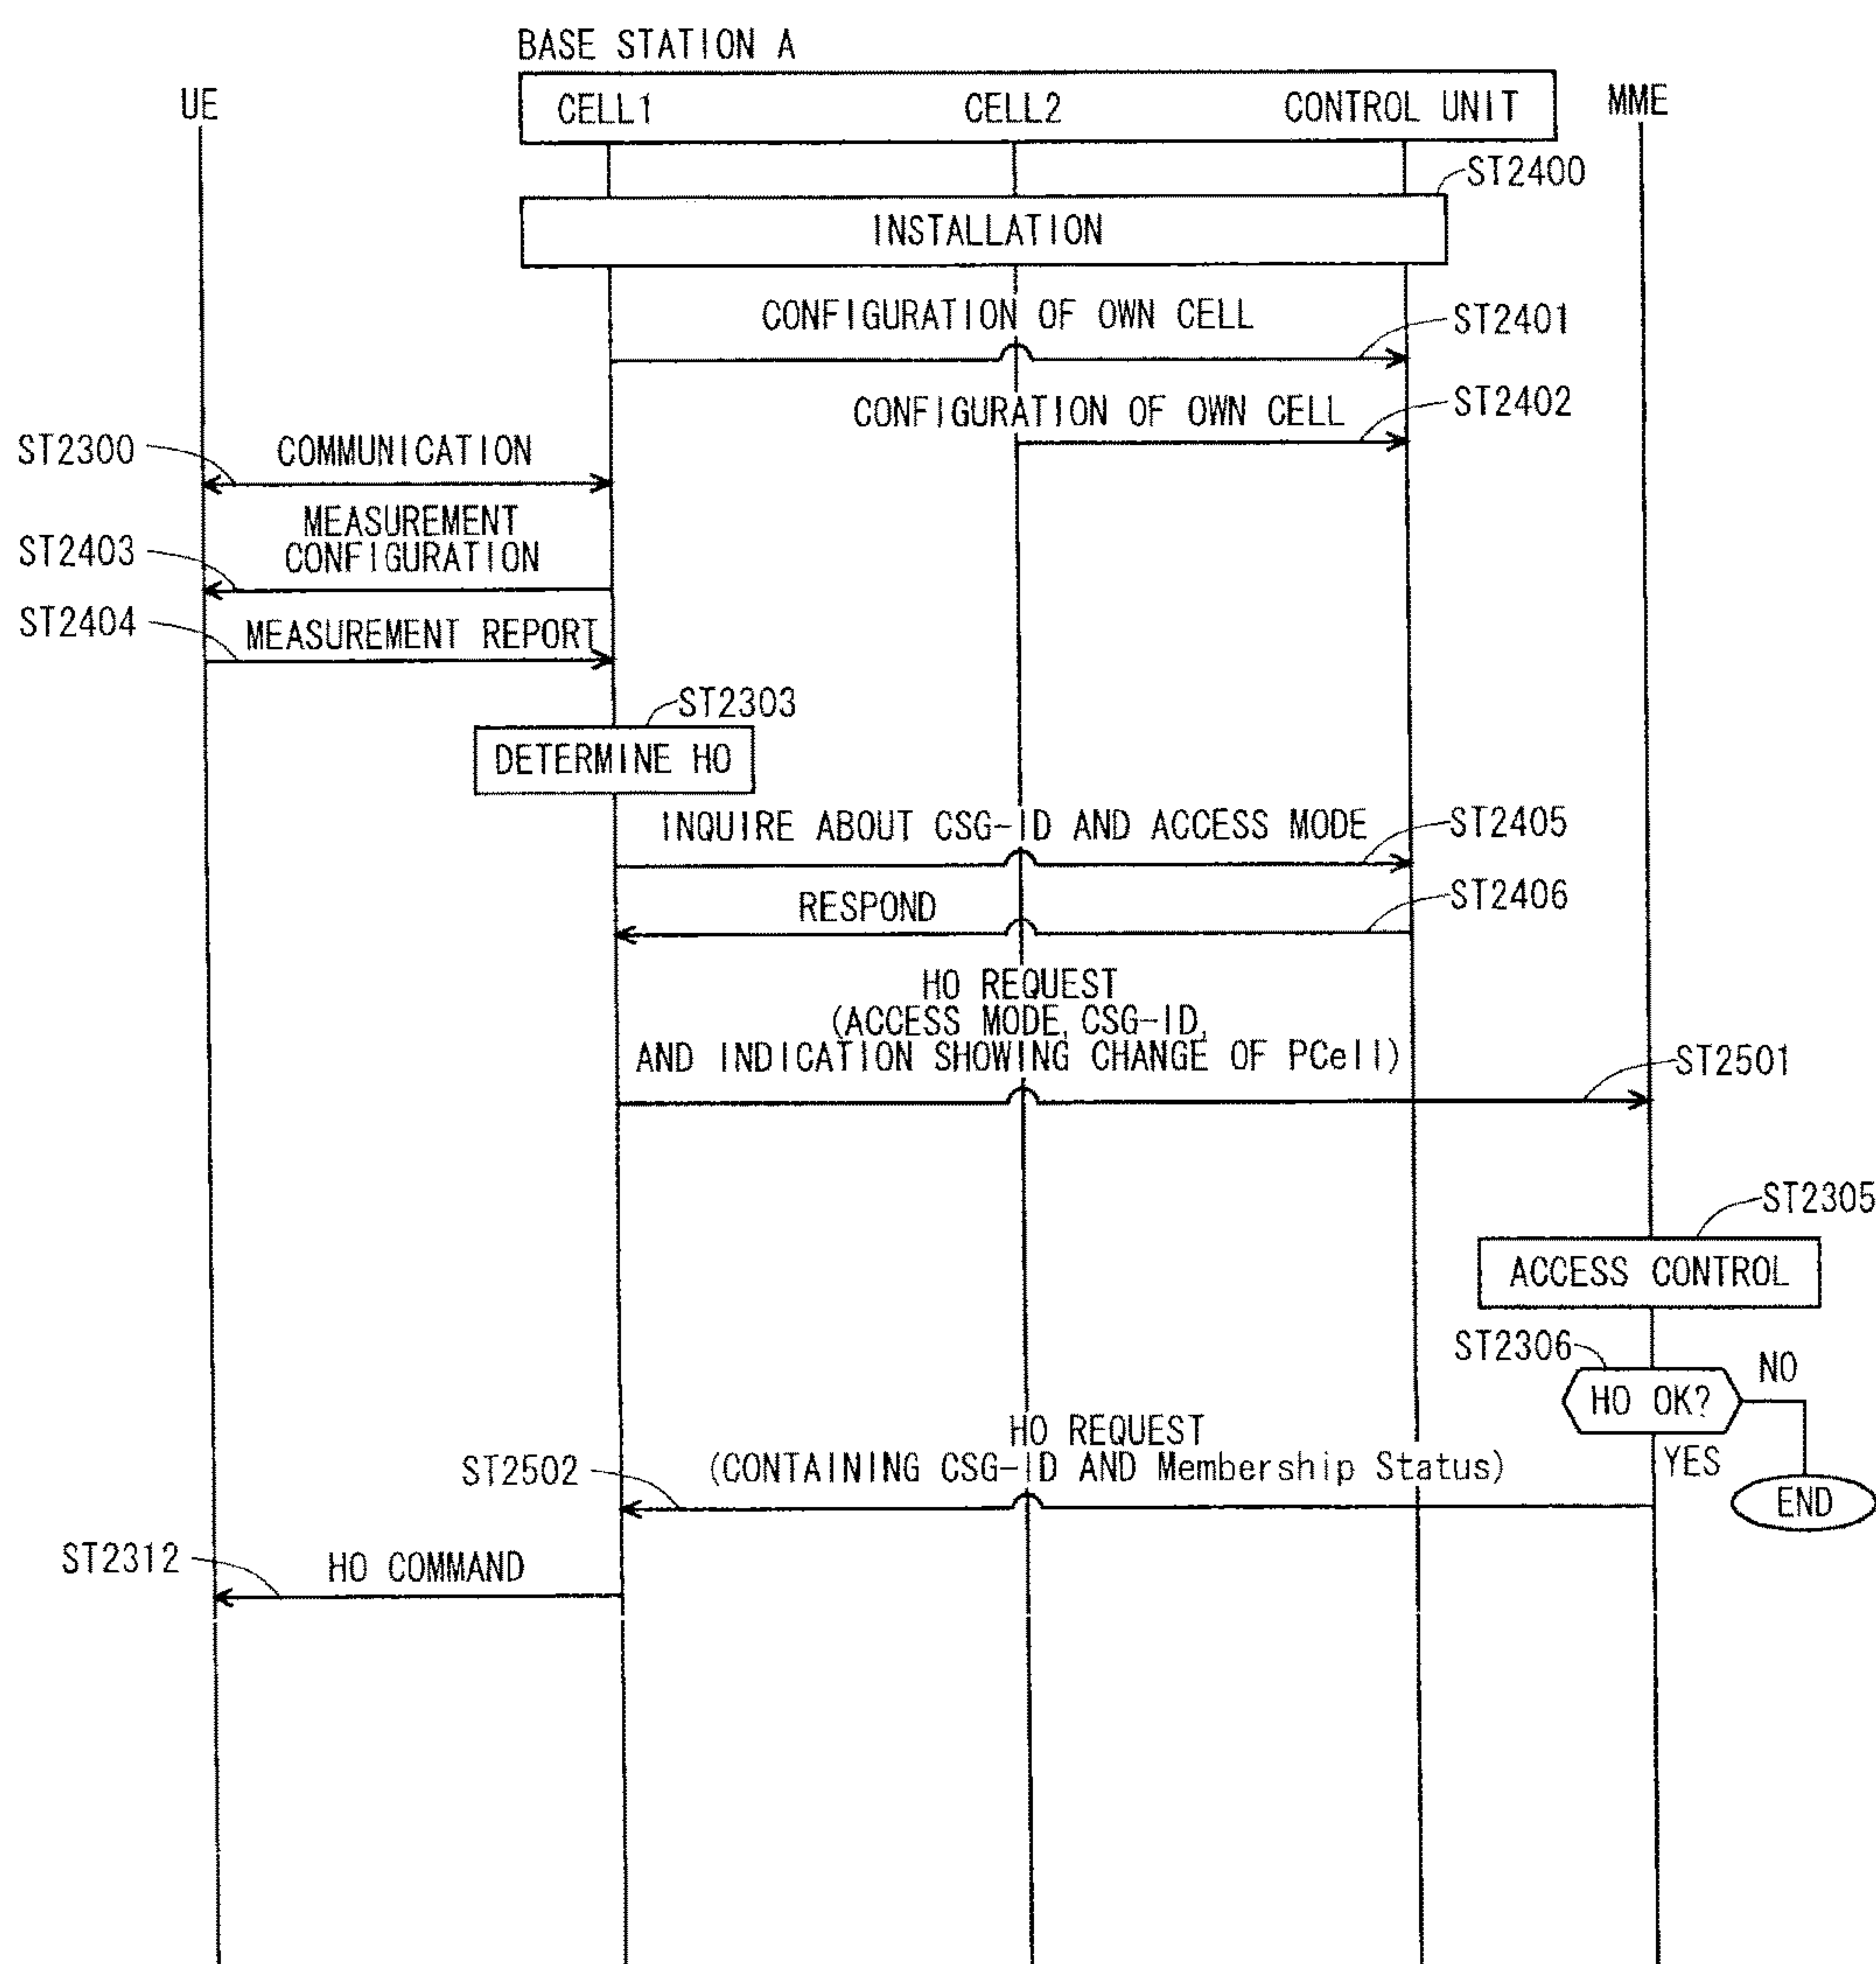 BASE STATION A
UE
CELL1
CELL2
CONTROL UNIT
MME
ST2400
INSTALLATION
CONFIGURATION OF OWN CELL
ST2401
CONFIGURATION OF OWN CELL
ST2402
ST2300
COMMUNICATION
MEASUREMENT
CONFIGURATION
ST2403
ST2404
MEASUREMENT REPORT
ST2303
DETERMINE HO
INQUIRE ABOUT CSG-ID AND ACCESS MODE
ST2405
RESPOND
ST2406
HO REQUEST
(ACCESS MODE, CSG-ID,
AND INDICATION SHOWING CHANGE OF PCell)
ST2501
ST2305
ACCESS CONTROL
ST2306
HO OK?
NO
YES
END
HO REQUEST
(CONTAINING CSG-ID AND Membership Status)
ST2502
ST2312
HO COMMAND